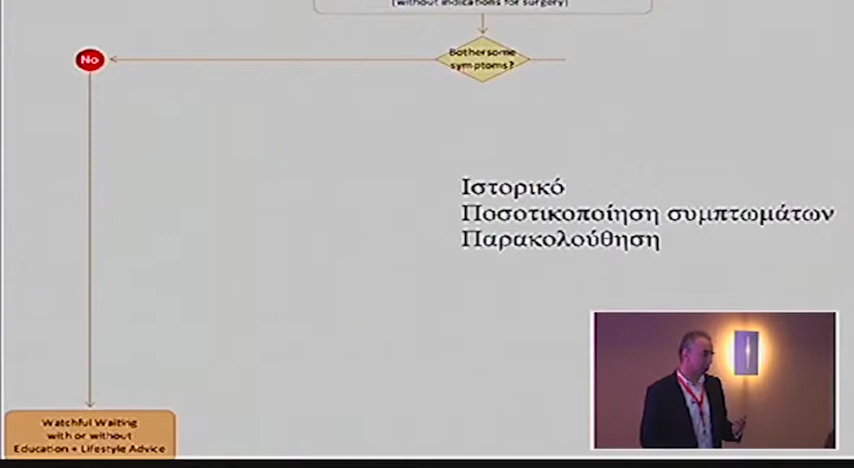 (without indications for surgery)
Bothersome
symptoms?
No
Ιστορικό
Ποσοτικοποίηση συμπτωμάτων
Παρακολούθηση
Watchful Waiting
with or without
Education + Lifestyle Advice